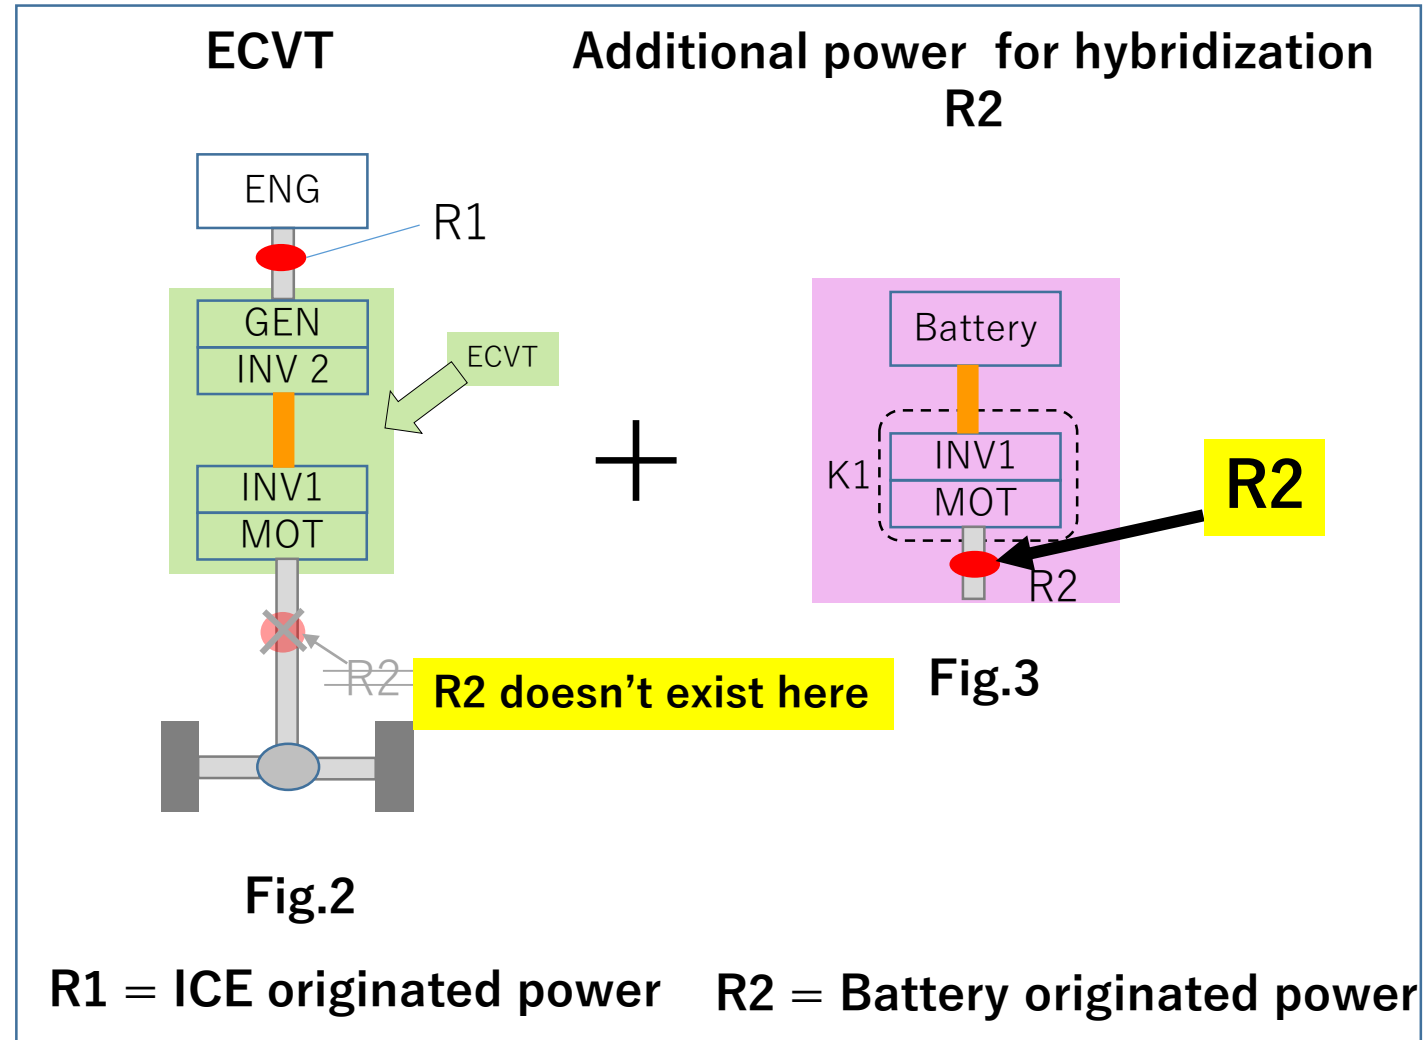 ECVT
Additional power for hybridization
R2
ENG
R1
GEN
INV 2
ECVT
INV1
MOT
R2
R2 doesn’t exist here
Fig.2
Battery
K1
INV1
MOT
R2
R2
Fig.3
R1 = ICE originated power
R2 = Battery originated power